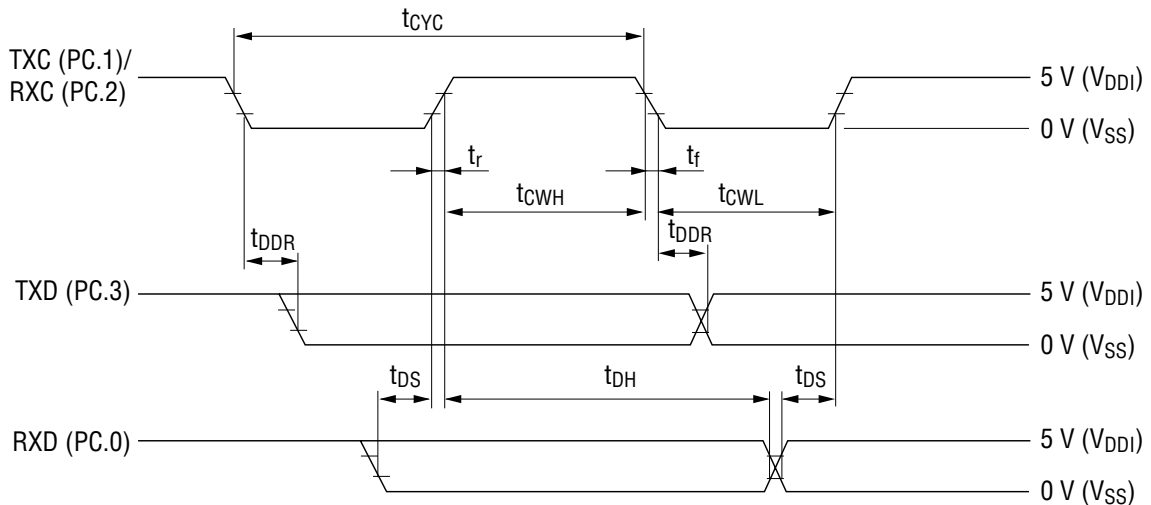 tCYC
TXC (PC.1)/
RXC (PC.2)
5 V (VDDI)
0 V (VSS)
tr
tf
tCWH
tCWL
tDDR
tDDR
TXD (PC.3)
5 V (VDDI)
0 V (VSS)
tDS
tDH
tDS
RXD (PC.0)
5 V (VDDI)
0 V (VSS)